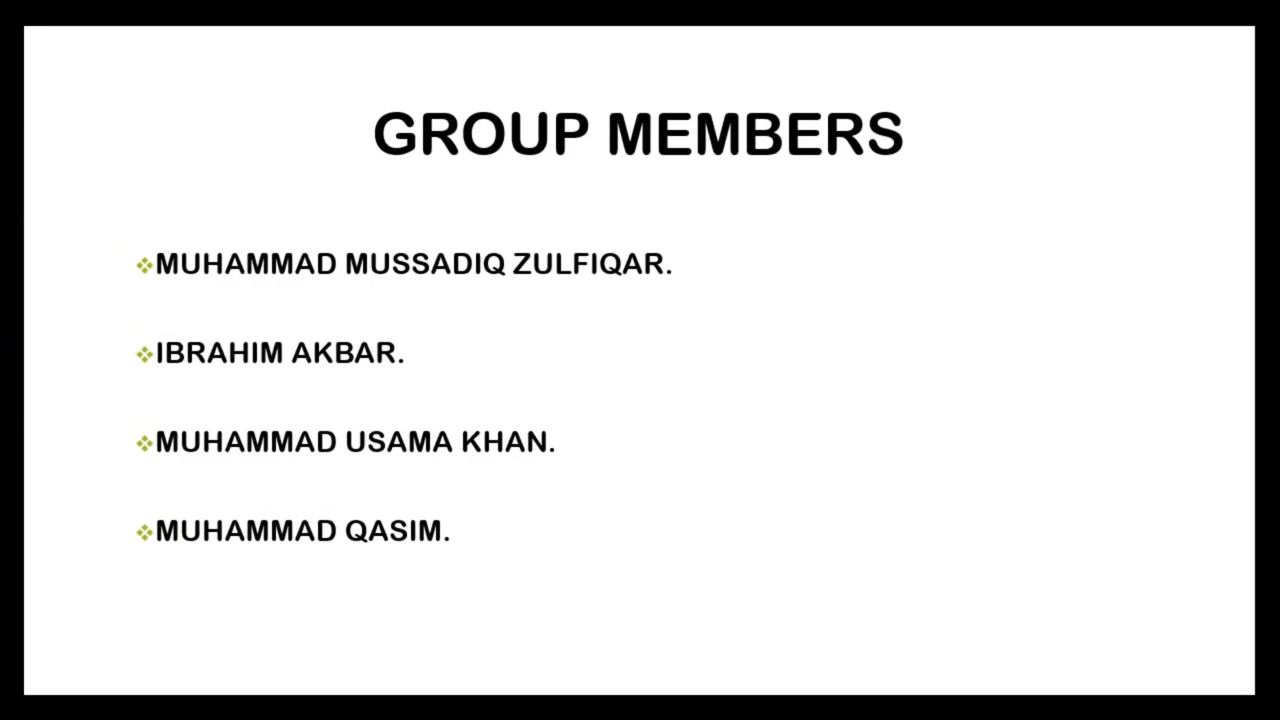 GROUP MEMBERS
❖MUHAMMAD MUSSADIQ ZULFIQAR.
❖IBRAHIM AKBAR.
❖MUHAMMAD USAMA KHAN.
❖MUHAMMAD QASIM.